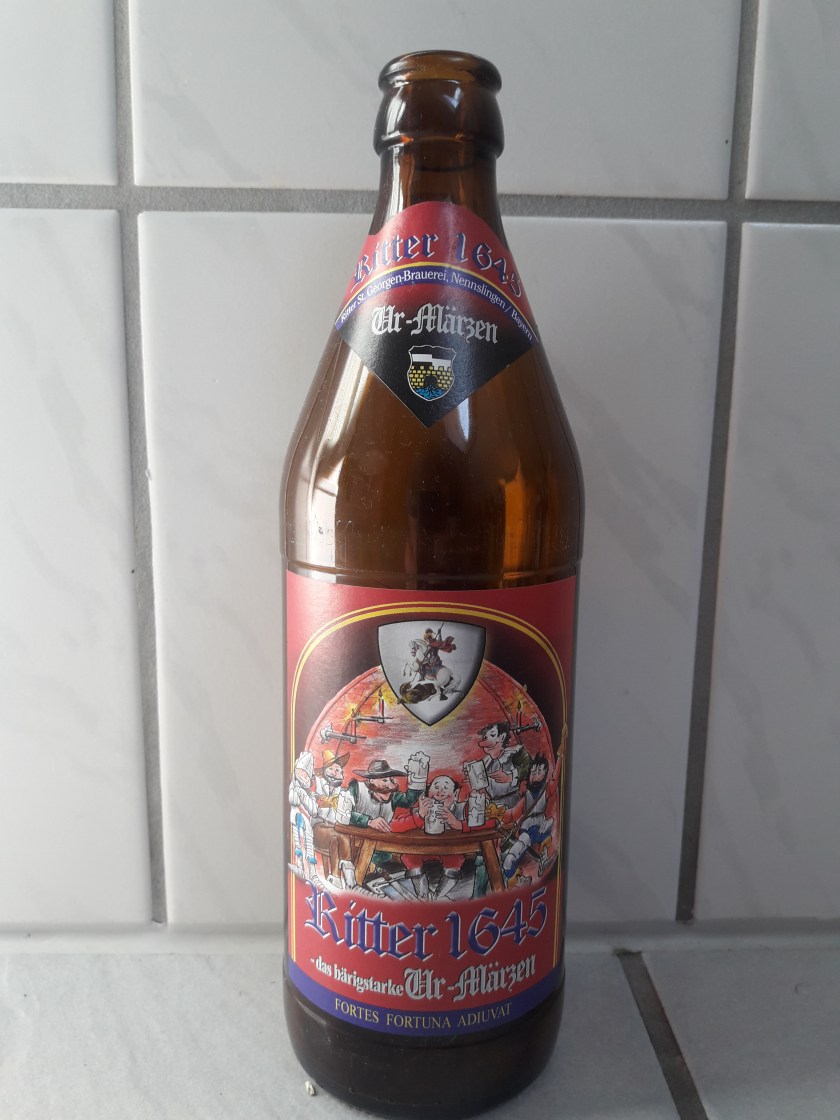 Ritter 1645
Ritter St. Georgen-Brauerei, Nennslingen / Bayern
Ur-Märzen
Ritter 1645
- das bärigstarke Ur-Märzen
FORTES FORTUNA ADIUVAT